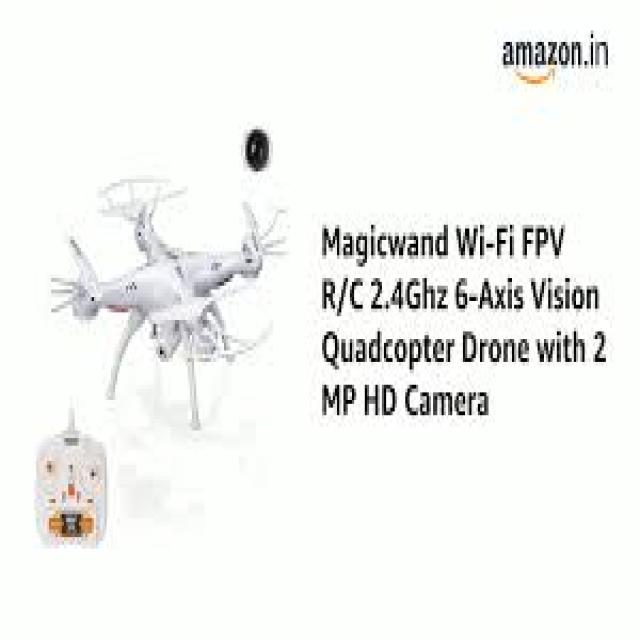 amazon.in
Magicwand Wi-Fi FPV
R/C 2.4Ghz 6-Axis Vision
Quadcopter Drone with 2
MP HD Camera